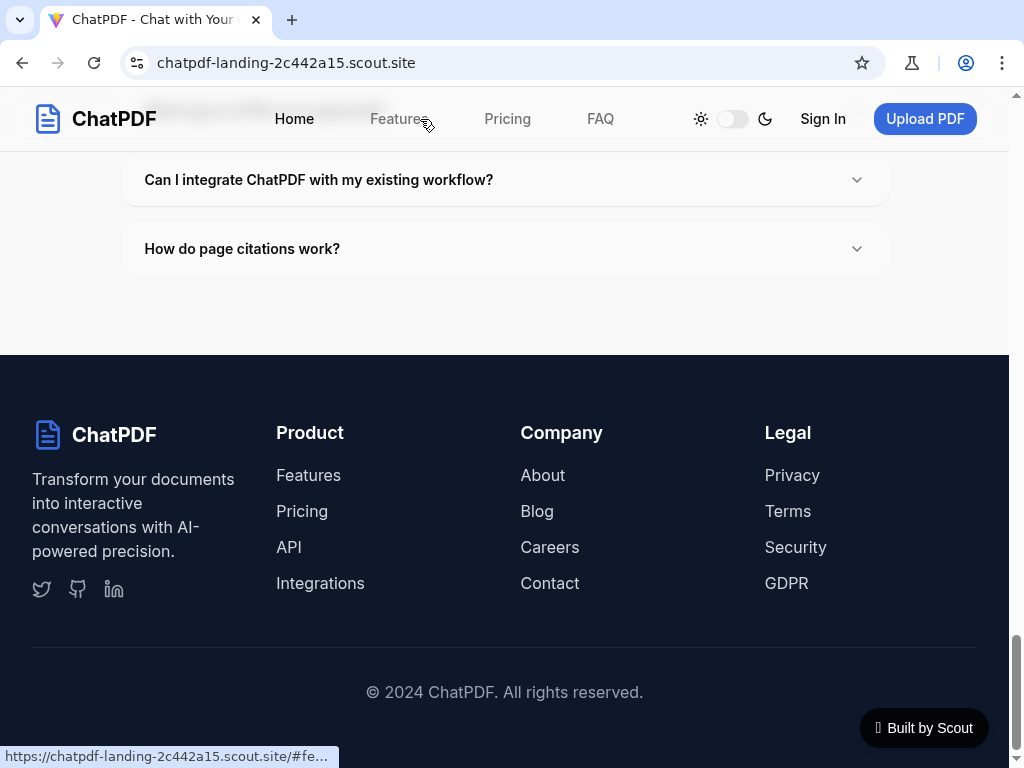 ChatPDF - Chat with Your
chatpdf-landing-2c442a15.scout.site
ChatPDF
Home
Features
Pricing
FAQ
Sign In
Upload PDF
Can I integrate ChatPDF with my existing workflow?
How do page citations work?
ChatPDF
Transform your documents
into interactive
conversations with AI-
powered precision.
Product
Features
Pricing
API
Integrations
Company
About
Blog
Careers
Contact
Legal
Privacy
Terms
Security
GDPR
© 2024 ChatPDF. All rights reserved.
Built by Scout
https://chatpdf-landing-2c442a15.scout.site/#fe...